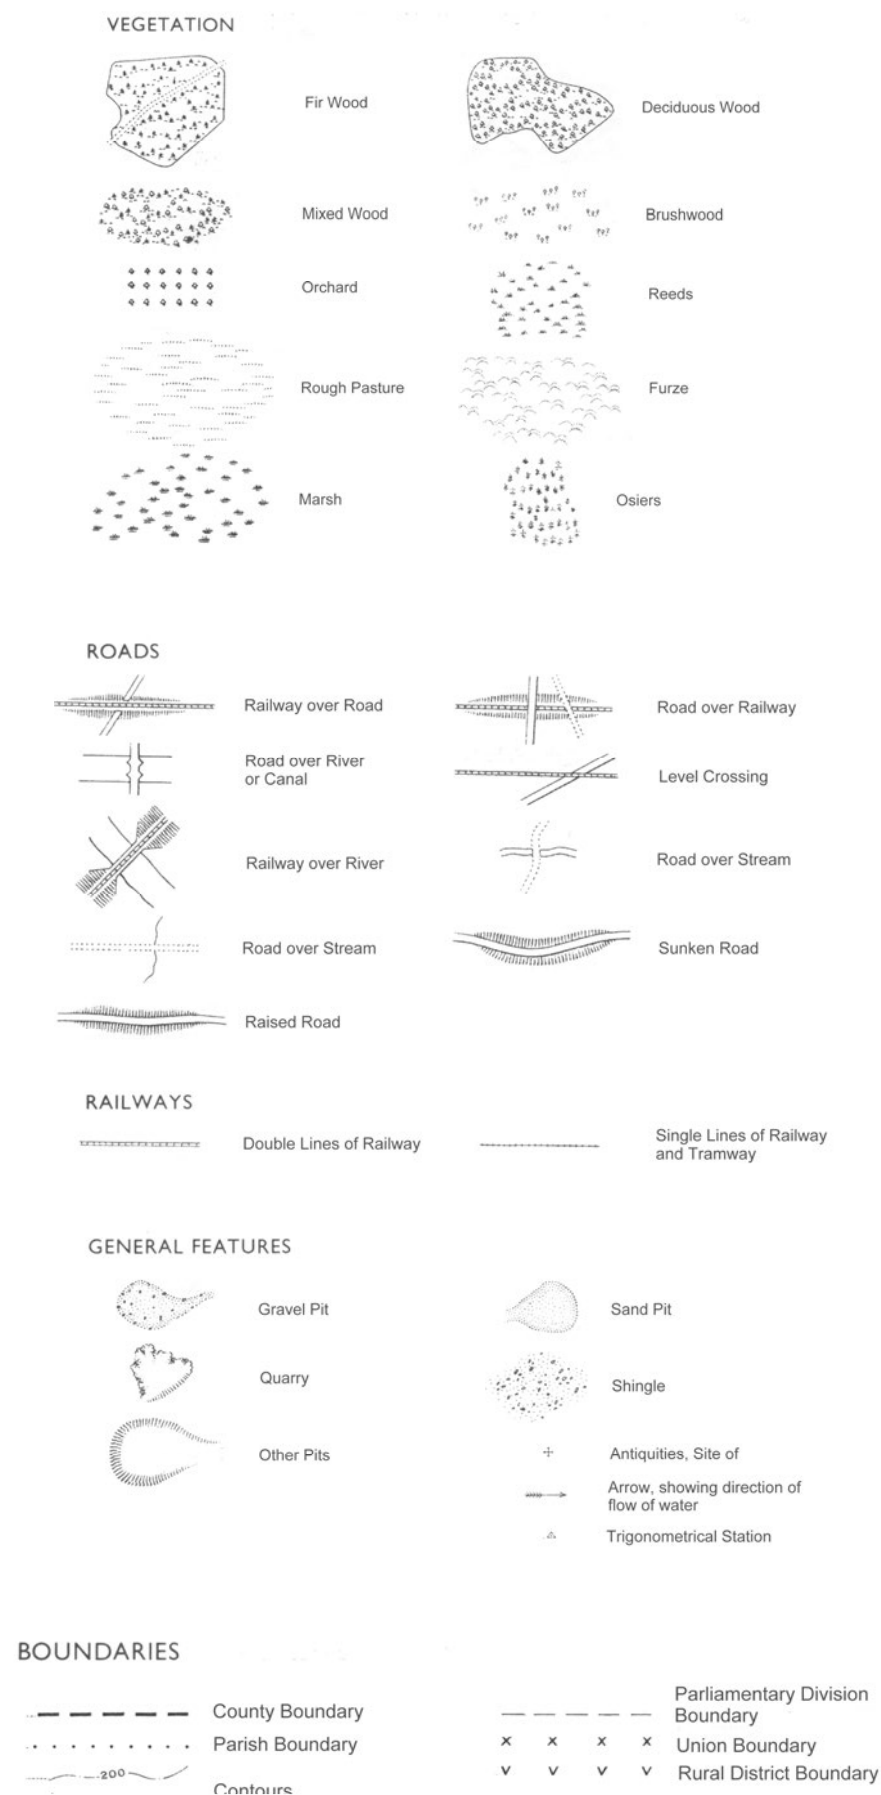 VEGETATION
Fir Wood
Deciduous Wood
Mixed Wood
Brushwood
Orchard
Reeds
Rough Pasture
Furze
Marsh
Osiers
ROADS
Railway over Road
Road over Railway
Road over River
or Canal
Level Crossing
Railway over River
Road over Stream
Road over Stream
Sunken Road
Raised Road
RAILWAYS
Double Lines of Railway
Single Lines of Railway
and Tramway
GENERAL FEATURES
Gravel Pit
Sand Pit
Quarry
Shingle
Other Pits
Antiquities, Site of
Arrow, showing direction of
flow of water
Trigonometrical Station
BOUNDARIES
County Boundary
Parliamentary Division
Boundary
Parish Boundary
Union Boundary
Rural District Boundary
200
Contours